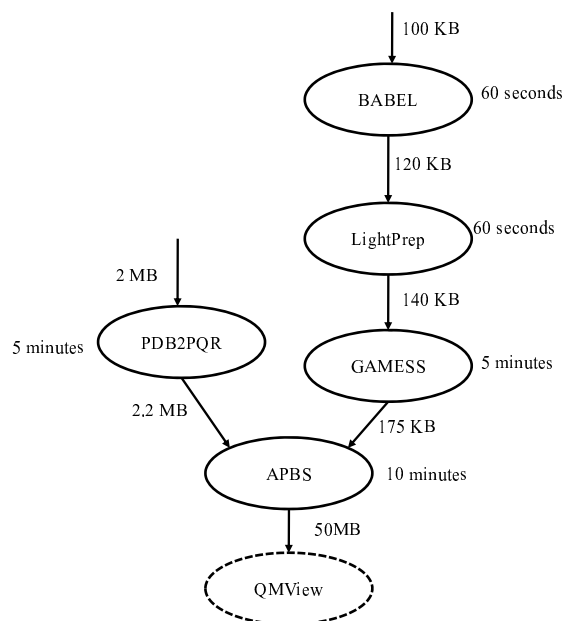 100 KB
BABEL
60 seconds
120 KB
LightPrep
60 seconds
2 MB
140 KB
5 minutes
PDB2PQR
GAMESS
5 minutes
2.2 MB
175 KB
APBS
10 minutes
50MB
QMView